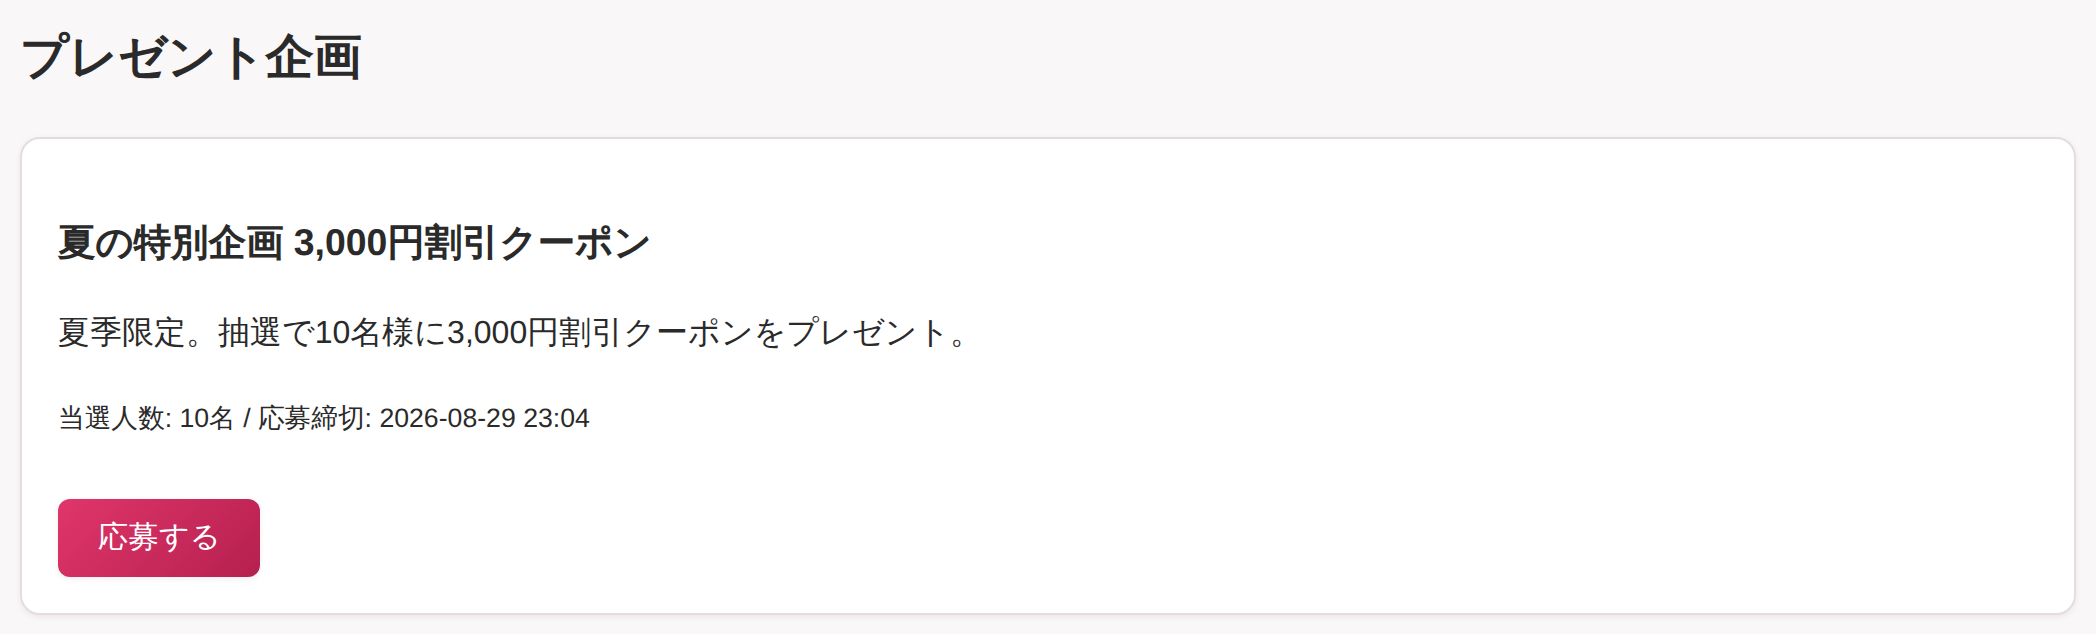 プレゼント企画
夏の特別企画 3,000円割引クーポン
夏季限定。抽選で10名様に3,000円割引クーポンをプレゼント。
当選人数: 10名 / 応募締切: 2026-08-29 23:04
応募する